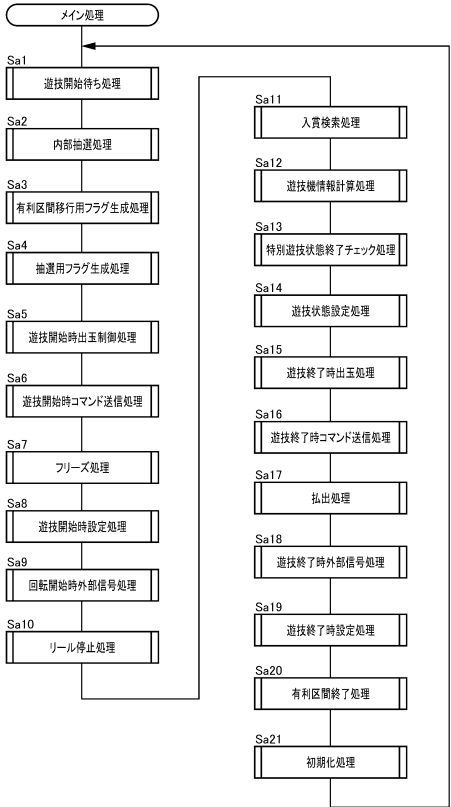 メイン処理
Sa1
遊技開始待ち処理
Sa2
内部抽選処理
Sa3
有利区間移行用フラグ生成処理
Sa4
抽選用フラグ生成処理
Sa5
遊技開始時出玉制御処理
Sa6
遊技開始時コマンド送信処理
Sa7
フリーズ処理
Sa8
遊技開始時設定処理
Sa9
回転開始時外部信号処理
Sa10
リール停止処理
Sa11
入賞検索処理
Sa12
遊技機情報計算処理
Sa13
特別遊技状態終了チェック処理
Sa14
遊技状態設定処理
Sa15
遊技終了時出玉処理
Sa16
遊技終了時コマンド送信処理
Sa17
払出処理
Sa18
遊技終了時外部信号処理
Sa19
遊技終了時設定処理
Sa20
有利区間終了処理
Sa21
初期化処理